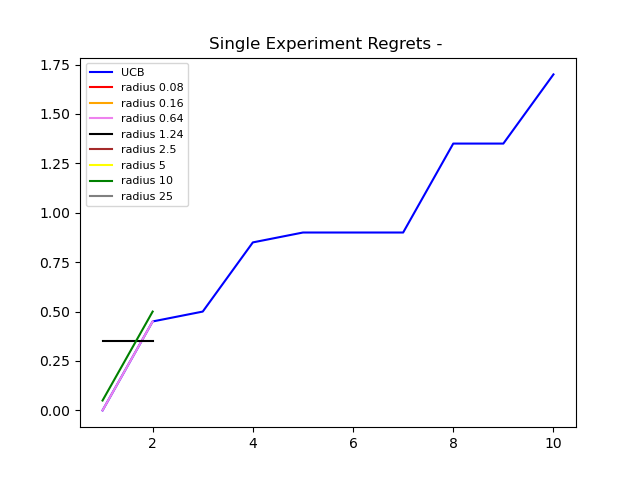 Single Experiment Regrets -
1.75
1.50
1.25
1.00
0.75
0.50
0.25
0.00
UCB
radius 0.08
radius 0.16
radius 0.64
radius 1.24
radius 2.5
radius 5
radius 10
radius 25
2 4 6 8 10